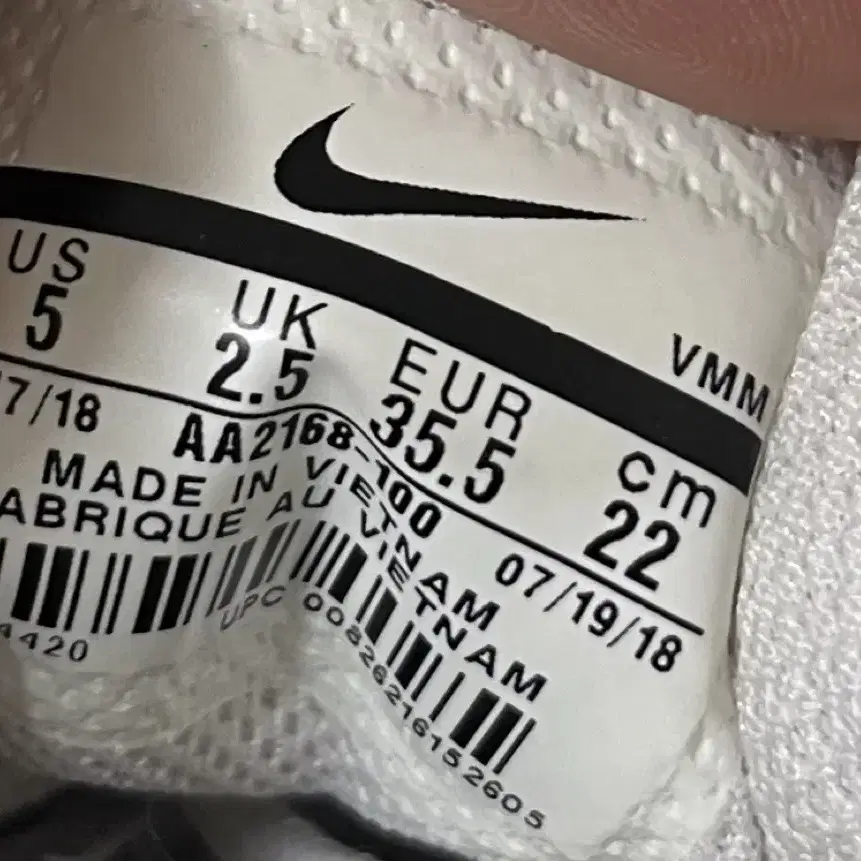 VMM
US UK EUR cm
5 2.5 35.5 22
7/18 AA2168-100 07/19/18
MADE IN VIETNAM
ABRIQUE AU VIETNAM
UPC 00826216152605
4420